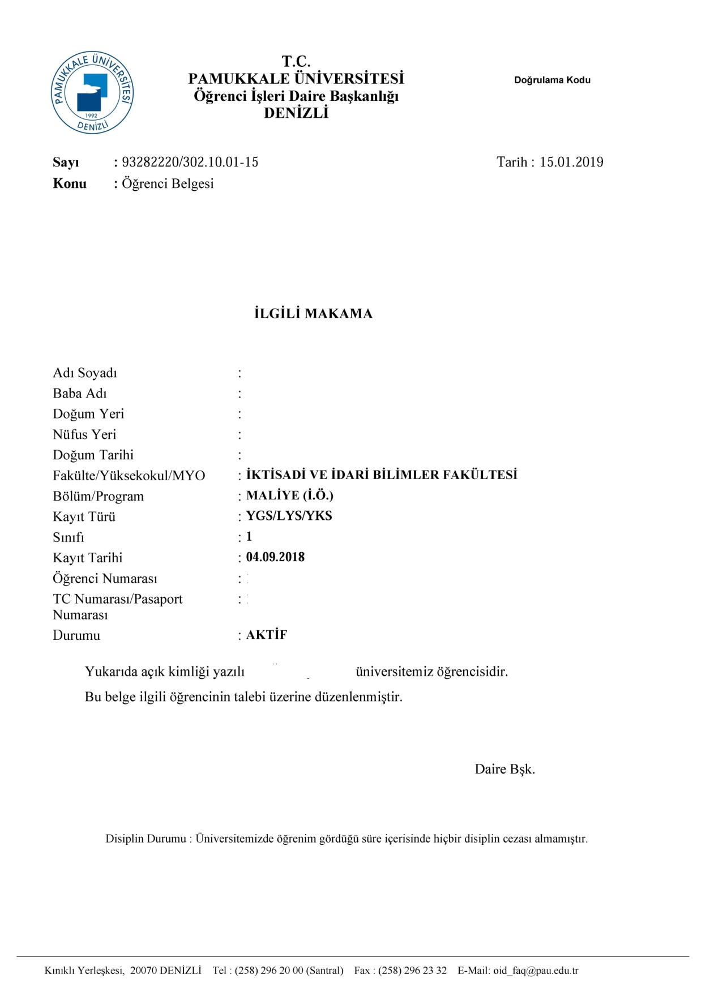 PAMUKKALE ÜNİVERSİTESİ
1992
DENİZLİ
T.C.
PAMUKKALE ÜNİVERSİTESİ
Öğrenci İşleri Daire Başkanlığı
DENİZLİ
Doğrulama Kodu
Sayı : 93282220/302.10.01-15 Tarih : 15.01.2019
Konu : Öğrenci Belgesi
İLGİLİ MAKAMA
Adı Soyadı :
Baba Adı :
Doğum Yeri :
Nüfus Yeri :
Doğum Tarihi :
Fakülte/Yüksekokul/MYO : İKTİSADİ VE İDARİ BİLİMLER FAKÜLTESİ
Bölüm/Program : MALİYE (İ.Ö.)
Kayıt Türü : YGS/LYS/YKS
Sınıfı : 1
Kayıt Tarihi : 04.09.2018
Öğrenci Numarası :
TC Numarası/Pasaport :
Numarası
Durumu : AKTİF
Yukarıda açık kimliği yazılı üniversitemiz öğrencisidir.
Bu belge ilgili öğrencinin talebi üzerine düzenlenmiştir.
Daire Bşk.
Disiplin Durumu : Üniversitemizde öğrenim gördüğü süre içerisinde hiçbir disiplin cezası almamıştır.
Kınıklı Yerleşkesi, 20070 DENİZLİ Tel : (258) 296 20 00 (Santral) Fax : (258) 296 23 32 E-Mail: oid_faq@pau.edu.tr